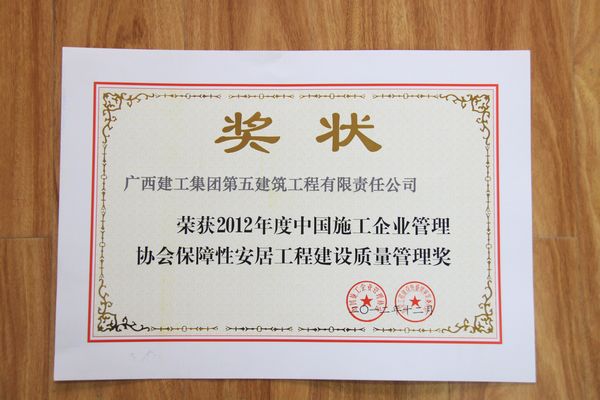 奖状
广西建工集团第五建筑工程有限责任公司
荣获2012年度中国施工企业管理
协会保障性安居工程建设质量管理奖
二〇一二年十二月